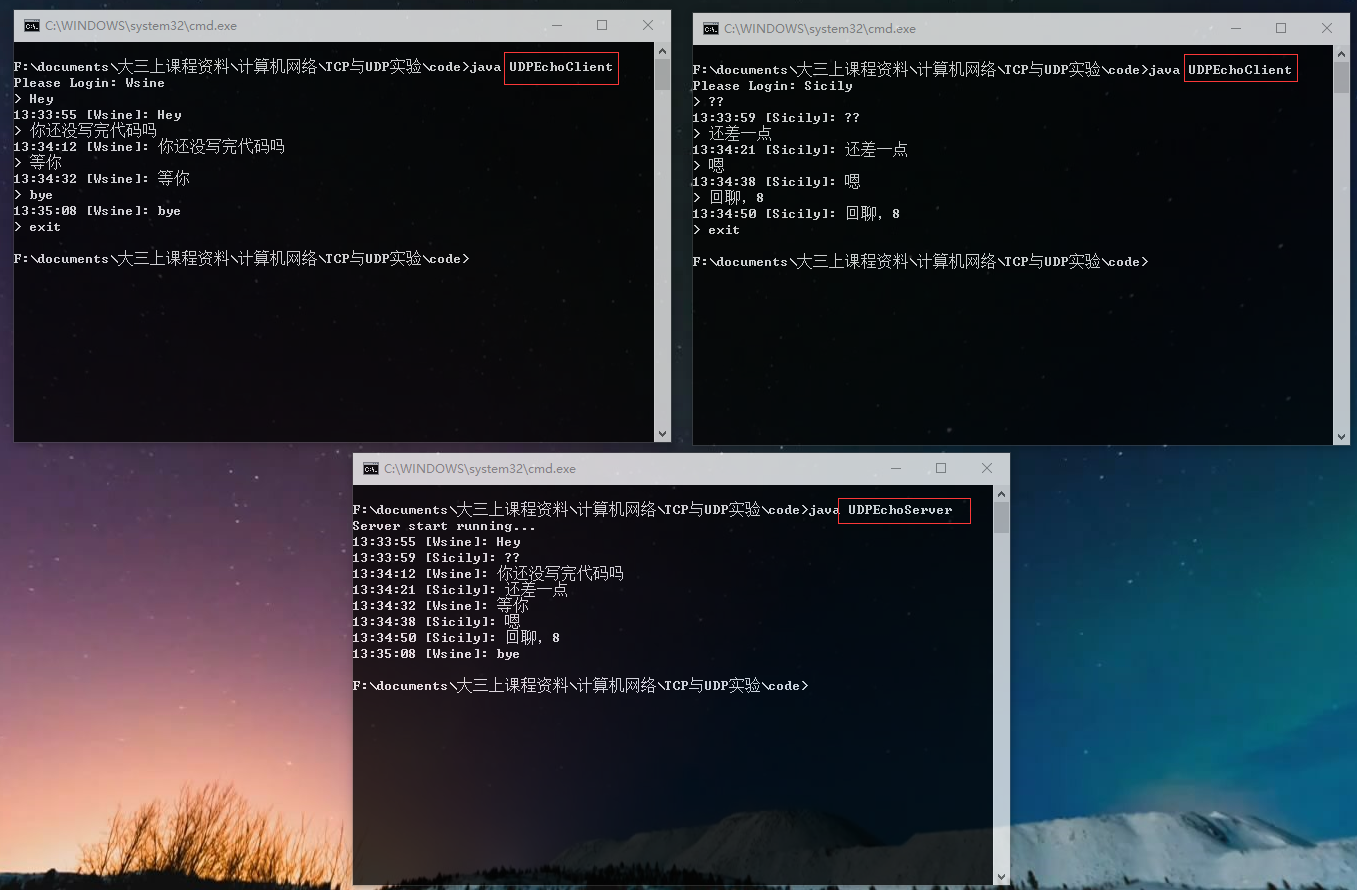 C:\WINDOWS\system32\cmd.exe
F:\documents\大三上课程资料\计算机网络\TCP与UDP实验\code>java UDPEchoClient
Please Login: Wsine
> Hey
13:33:55 [Wsine]: Hey
> 你还没写完代码吗
13:34:12 [Wsine]: 你还没写完代码吗
> 等你
13:34:32 [Wsine]: 等你
> bye
13:35:08 [Wsine]: bye
> exit
F:\documents\大三上课程资料\计算机网络\TCP与UDP实验\code>
C:\WINDOWS\system32\cmd.exe
F:\documents\大三上课程资料\计算机网络\TCP与UDP实验\code>java UDPEchoClient
Please Login: Sicily
> ??
13:33:59 [Sicily]: ??
> 还差一点
13:34:21 [Sicily]: 还差一点
> 嗯
13:34:38 [Sicily]: 嗯
> 回聊，8
13:34:50 [Sicily]: 回聊，8
> exit
F:\documents\大三上课程资料\计算机网络\TCP与UDP实验\code>
C:\WINDOWS\system32\cmd.exe
F:\documents\大三上课程资料\计算机网络\TCP与UDP实验\code>java UDPEchoServer
Server start running...
13:33:55 [Wsine]: Hey
13:33:59 [Sicily]: ??
13:34:12 [Wsine]: 你还没写完代码吗
13:34:21 [Sicily]: 还差一点
13:34:32 [Wsine]: 等你
13:34:38 [Sicily]: 嗯
13:34:50 [Sicily]: 回聊，8
13:35:08 [Wsine]: bye
F:\documents\大三上课程资料\计算机网络\TCP与UDP实验\code>